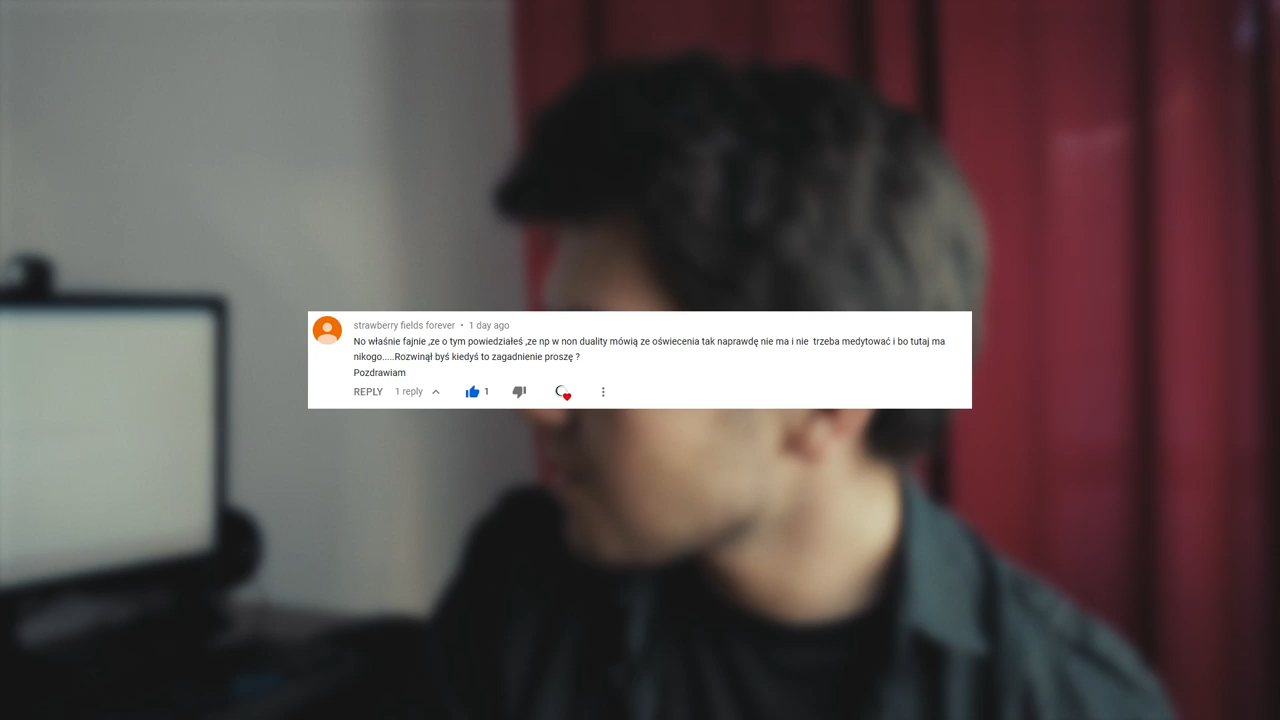 strawberry fields forever • 1 day ago
No właśnie fajnie ,ze o tym powiedziałeś ,ze np w non duality mówią ze oświecenia tak naprawdę nie ma i nie trzeba medytować i bo tutaj ma
nikogo.....Rozwinął byś kiedyś to zagadnienie proszę ?
Pozdrawiam
REPLY 1 reply 1